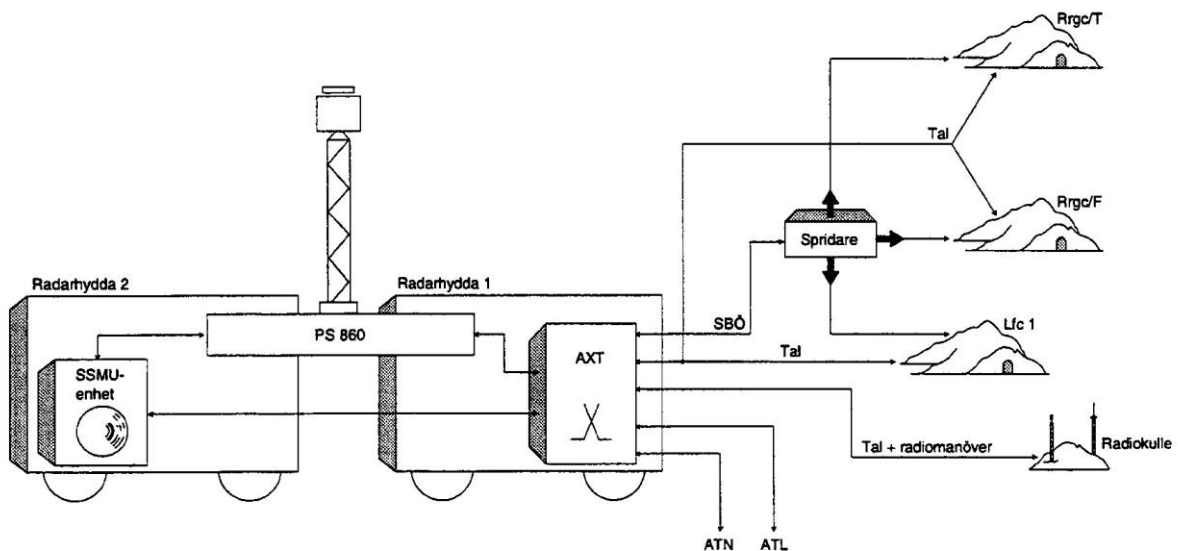 Rrgc/T
Tal
Rrgc/F
Spridare
Radarhydda 2
Radarhydda 1
PS 860
SBÖ
Lfc 1
AXT
Tal
SSMU-
enhet
Tal + radiomanöver
Radiokulle
ATN
ATL